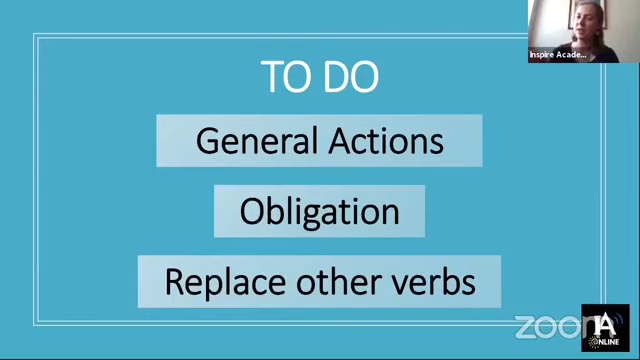 Inspire Acade...
TO DO
General Actions
Obligation
Replace other verbs
zoom
IA
ONLINE